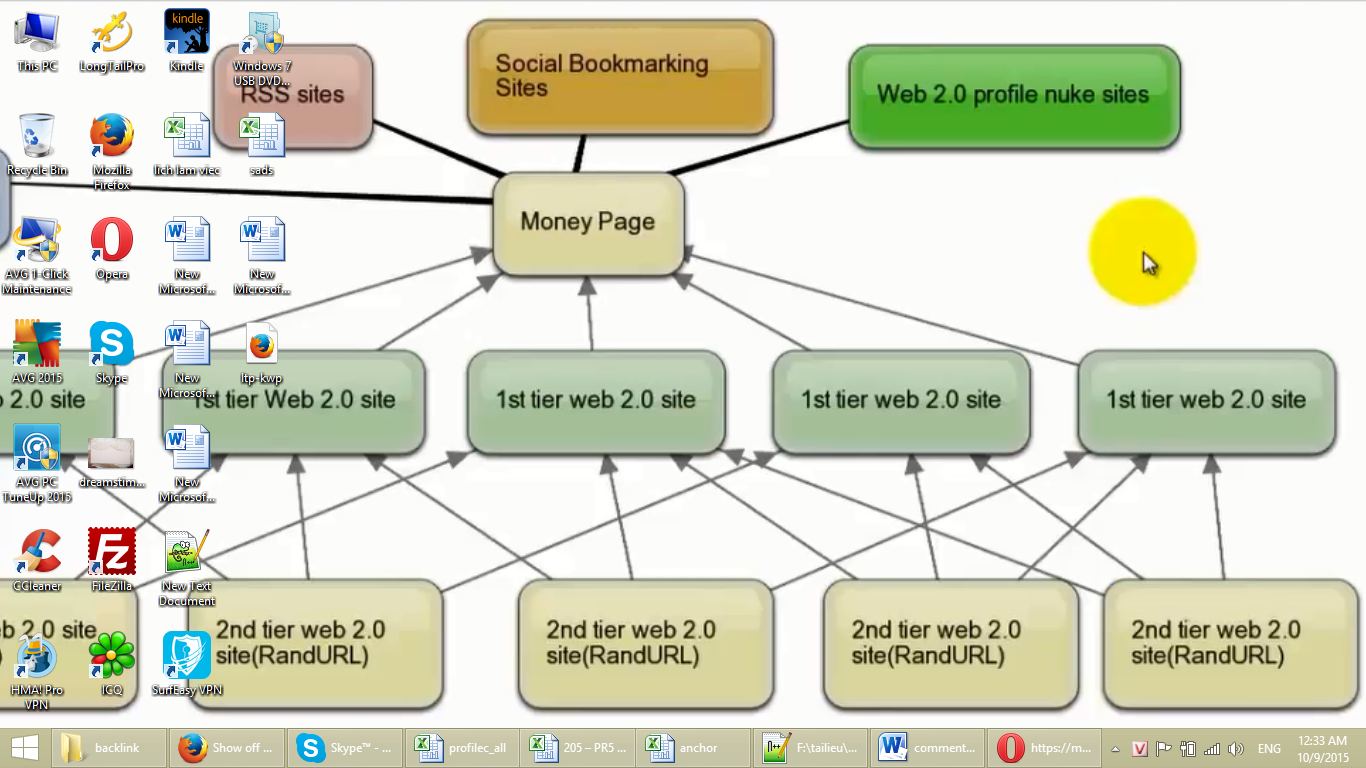 kindle
This PC
LongTailPro
Kindle
Windows 7
USB DVD...
RSS sites
Social Bookmarking
Sites
Web 2.0 profile nuke sites
Recycle Bin
Mozilla
Firefox
lich lam viec
sads
Money Page
AVG 1-Click
Maintenance
Opera
New
Microsof...
New
Microsof...
AVG 2015
Skype
New
Microsof...
ltp-kwp
2.0 site
1st tier Web 2.0 site
1st tier web 2.0 site
1st tier web 2.0 site
1st tier web 2.0 site
AVG PC
TuneUp 2015
dreamstim...
New
Microsof...
CCleaner
FileZilla
New Text
Document
2.0 site
2nd tier web 2.0
site(RandURL)
2nd tier web 2.0
site(RandURL)
2nd tier web 2.0
site(RandURL)
2nd tier web 2.0
site(RandURL)
HMA! Pro
VPN
ICQ
SurfEasy VPN
backlink
Show off ...
Skype™ - ...
profilec_all
205 – PR5 ...
anchor
F:\tailieu\...
comment...
https://m...
ENG
12:33 AM
10/9/2015